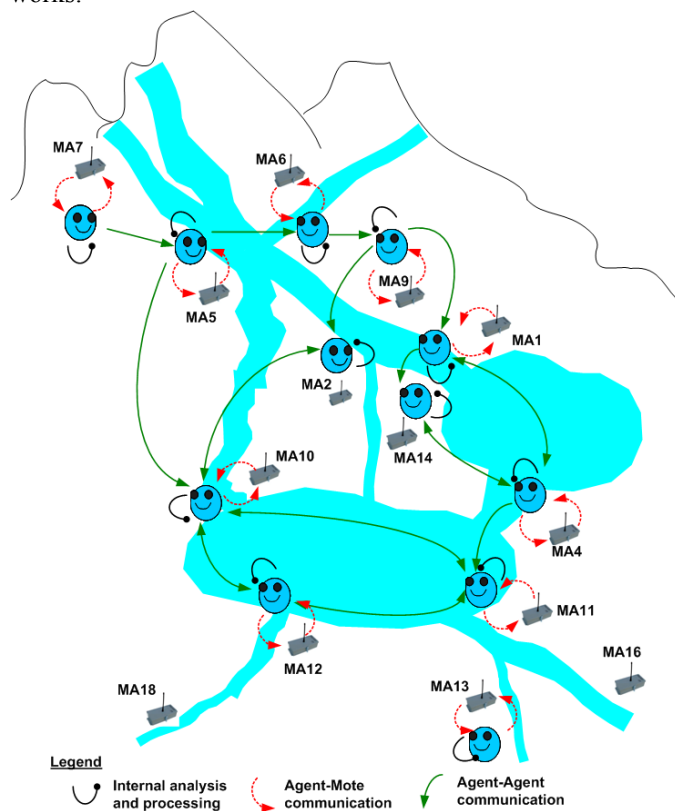 works.
MA7
MA6
MA5
MA9
MA1
MA2
MA14
MA10
MA4
MA11
MA12
MA16
MA18
MA13
Legend
Internal analysis
and processing
Agent-Mote
communication
Agent-Agent
communication